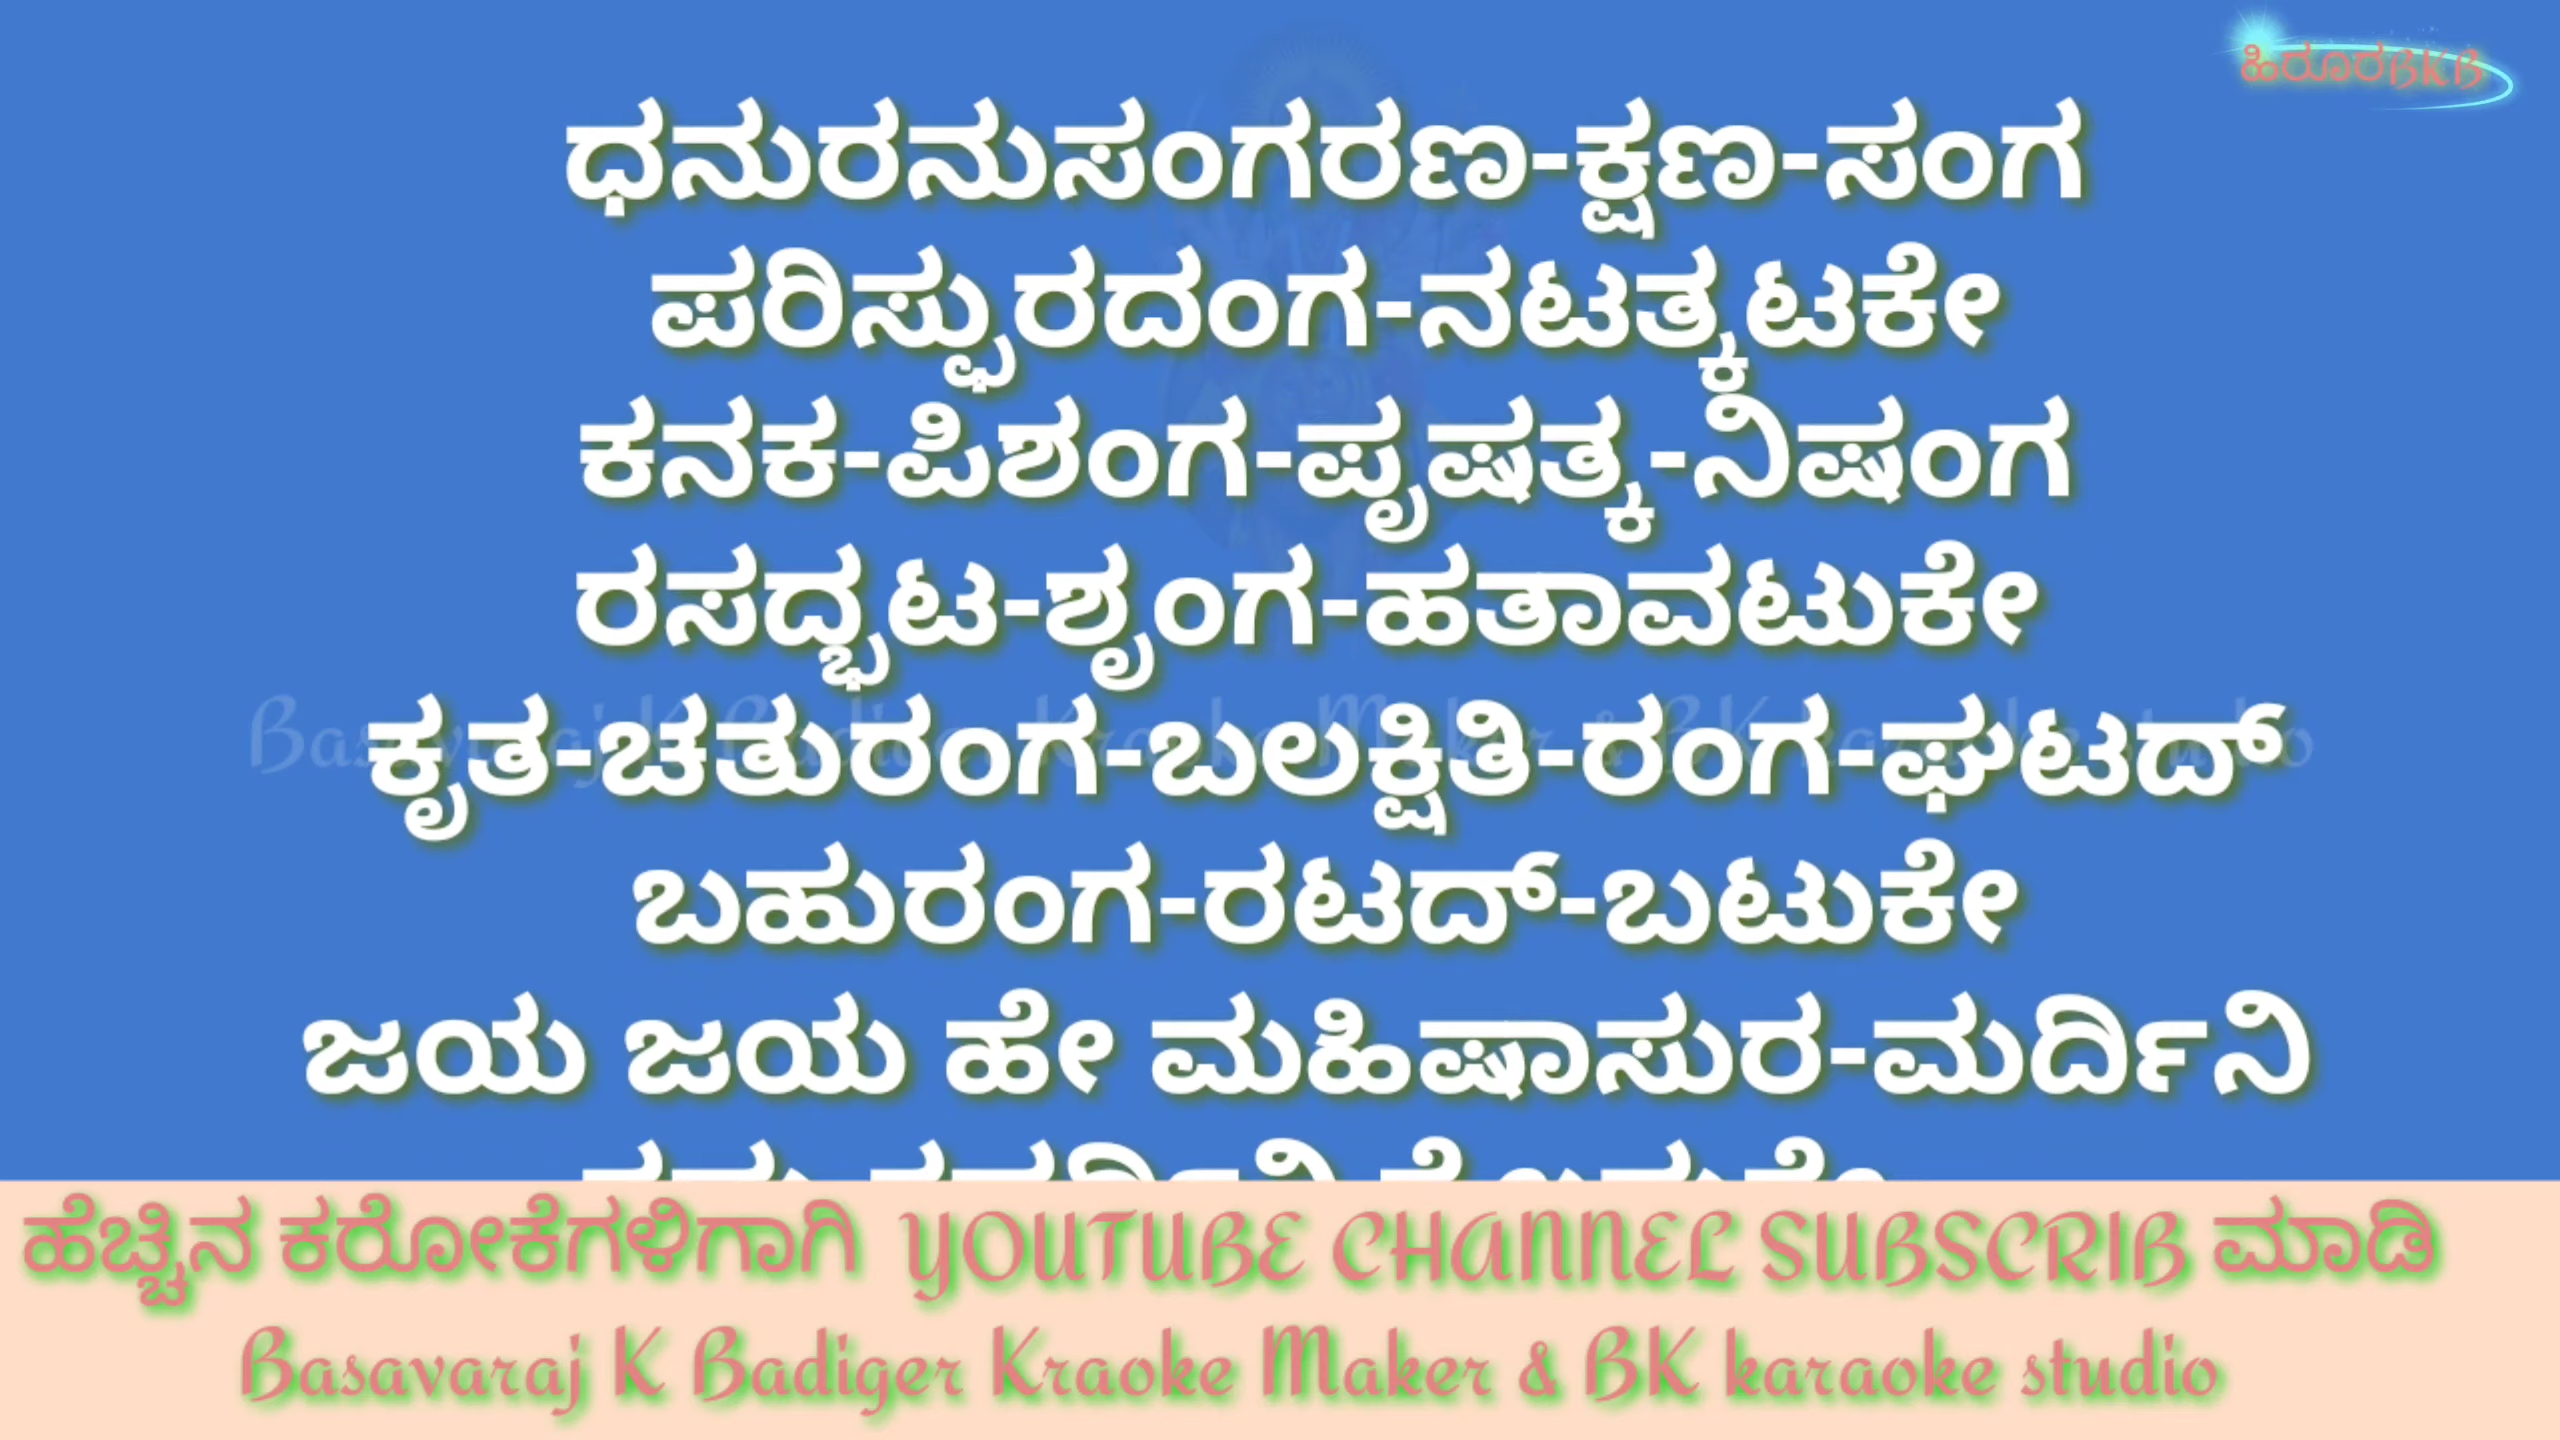 ಹಿರೂರBKB
ಧನುರನುಸಂಗರಣ-ಕ್ಷಣ-ಸಂಗ
ಪರಿಸ್ಫುರದಂಗ-ನಟತ್ಕಟಕೇ
ಕನಕ-ಪಿಶಂಗ-ಪೃಷತ್ಕ-ನಿಷಂಗ
ರಸದ್ಭಟ-ಶೃಂಗ-ಹತಾವಟುಕೇ
ಕೃತ-ಚತುರಂಗ-ಬಲಕ್ಷಿತಿ-ರಂಗ-ಘಟದ್
ಬಹುರಂಗ-ರಟದ್-ಬಟುಕೇ
ಜಯ ಜಯ ಹೇ ಮಹಿಷಾಸುರ-ಮರ್ದಿನಿ
ಹೆಚ್ಚಿನ ಕರೋಕೆಗಳಿಗಾಗಿ YOUTUBE CHANNEL SUBSCRIB ಮಾಡಿ
Basavaraj K Badiger Kraoke Maker & BK karaoke studio